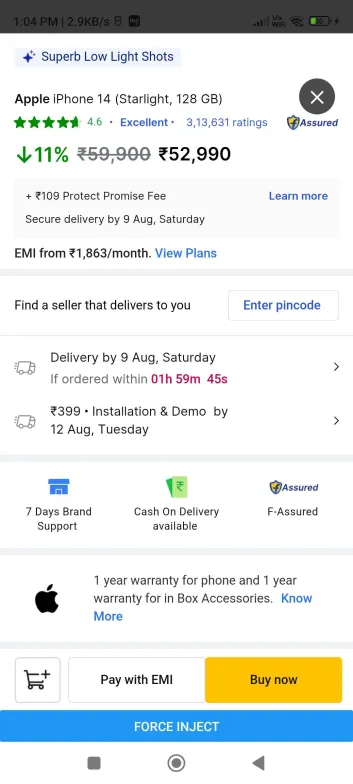 1:04 PM | 2.9KB/s
Vo
WiFi
Superb Low Light Shots
Apple iPhone 14 (Starlight, 128 GB)
4.6 • Excellent • 3,13,631 ratings Assured
↓11% ₹59,900 ₹52,990
+ ₹109 Protect Promise Fee Learn more
Secure delivery by 9 Aug, Saturday
EMI from ₹1,863/month. View Plans
Find a seller that delivers to you Enter pincode
Delivery by 9 Aug, Saturday
If ordered within 01h 59m 45s
₹399 • Installation & Demo by
12 Aug, Tuesday
Assured
7 Days Brand Support
Cash On Delivery available
F-Assured
1 year warranty for phone and 1 year
warranty for in Box Accessories. Know
More
Pay with EMI Buy now
FORCE INJECT